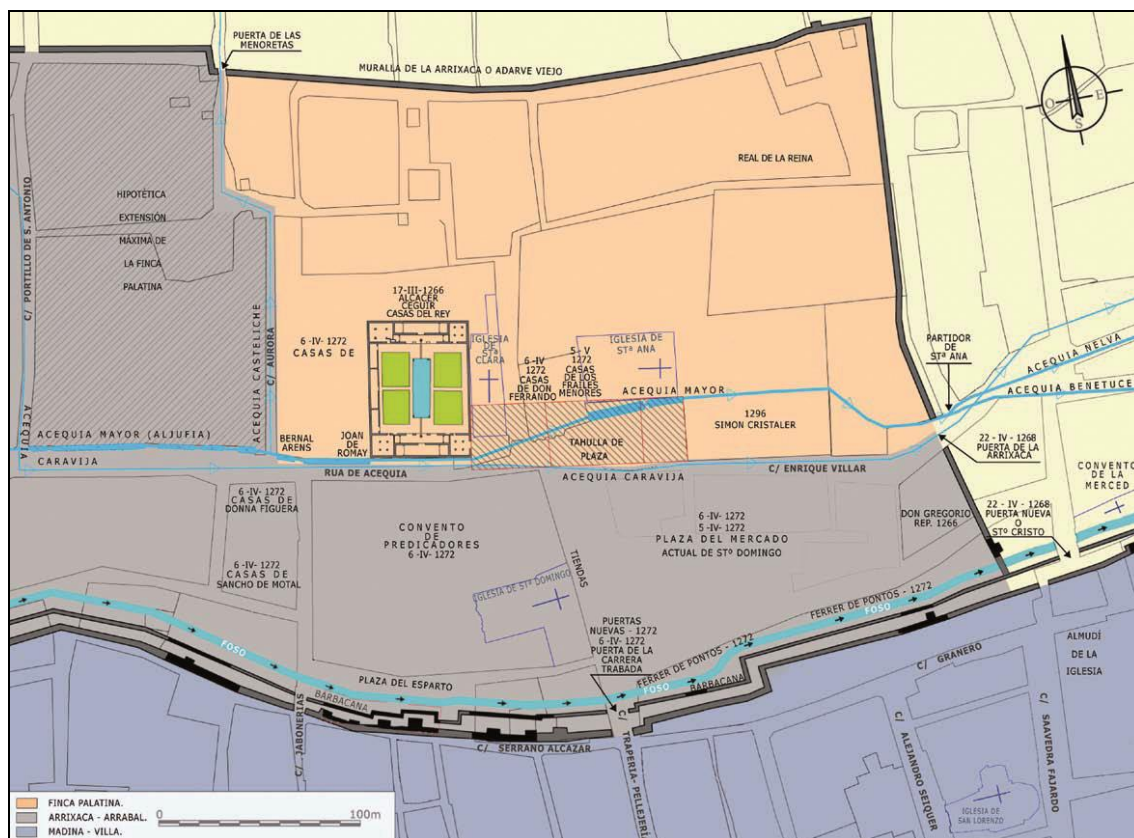 PUERTA DE LAS
MENORETAS
MURALLA DE LA ARRIXACA O ADARVE VIEJO
O
E
S
REAL DE LA REINA
HIPOTÉTICA
EXTENSIÓN
MÁXIMA DE
LA FINCA
PALATINA
C/ PORTILLO DE S. ANTONIO
ACEQUIA CASTELICHE
C/ AURORA
17-III-1266
ALCACER
CEGUIR
CASAS DEL REY
6 -IV- 1272
CASAS DE
IGLESIA
DE
STª CLARA
IGLESIA DE
STª ANA
6 -IV
1272
CASAS
DE DON
FERRANDO
5 - V
1272
CASAS
DE LOS
FRAILES
MENORES
ACEQUIA MAYOR
1296
SIMON CRISTALER
TAHULLA DE
PLAZA
PARTIDOR
DE
STª ANA
ACEQUIA NELVA
ACEQUIA BENETUCE
ACEQUIA
ACEQUIA MAYOR (ALJUFIA)
CARAVIJA
BERNAL
ARENS
JOAN
DE
ROMAY
RUA DE ACEQUIA
ACEQUIA CARAVIJA
C/ ENRIQUE VILLAR
22 - IV - 1268
PUERTA DE LA
ARRIXACA
CONVENTO
DE LA
MERCED
22 - IV - 1268
PUERTA NUEVA
O
STº CRISTO
6 -IV- 1272
CASAS DE
DONNA FIGUERA
6 -IV- 1272
CASAS DE
SANCHO DE MOTAL
CONVENTO
DE
PREDICADORES
6 -IV- 1272
6 -IV- 1272
5 -IV- 1272
PLAZA DEL MERCADO
ACTUAL DE STº DOMINGO
DON GREGORIO
REP. 1266
TIENDAS
IGLESIA DE STº DOMINGO
PUERTAS
NUEVAS - 1272
6 -IV- 1272
PUERTA DE LA
CARRERA
TRABADA
FERRER DE PONTOS - 1272
FERRER DE PONTOS - 1272
FOSO
FOSO
FOSO
PLAZA DEL ESPARTO
BARBACANA
BARBACANA
C/ JABONERIAS
C/ SERRANO ALCAZAR
C/ TRAPERIA- PELLEJERÍ
C/ GRANERO
C/ ALEJANDRO SEIQUER
C/ SAAVEDRA FAJARDO
ALMUDÍ
DE LA
IGLESIA
IGLESIA DE
SAN LORENZO
FINCA PALATINA.
ARRIXACA - ARRABAL.
MADINA - VILLA.
0 100m